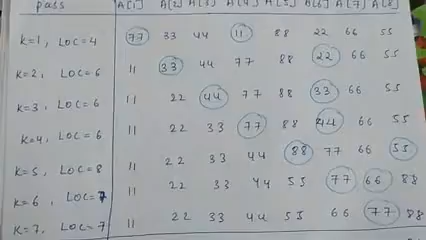 pass A[1] A[2] A[3] A[4] A[5] A[6] A[7] A[8]
K=1, LOC=4 77 33 44 11 88 22 66 55
K=2, LOC=6 11 33 44 77 88 22 66 55
K=3, LOC=6 11 22 44 77 88 33 66 55
K=4, LOC=6 11 22 33 77 88 44 66 55
K=5, LOC=8 11 22 33 44 88 77 66 55
K=6, LOC=7 11 22 33 44 55 77 66 88
K=7, LOC=7 11 22 33 44 55 66 77 88